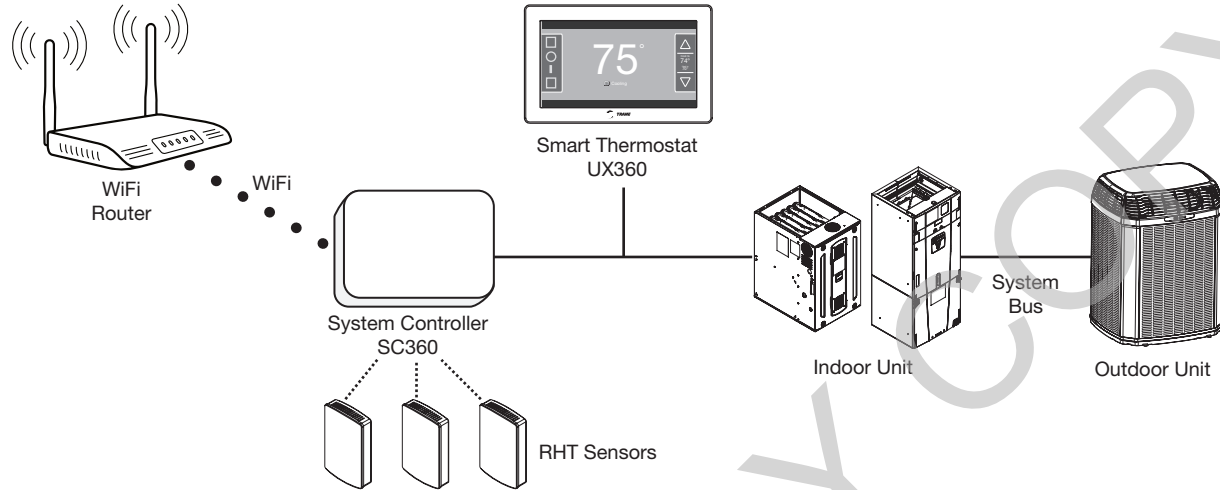 75°
74°
TRANE
Smart Thermostat
UX360
WiFi
Router
WiFi
System Controller
SC360
System
Bus
Indoor Unit
Outdoor Unit
RHT Sensors
Y COPY